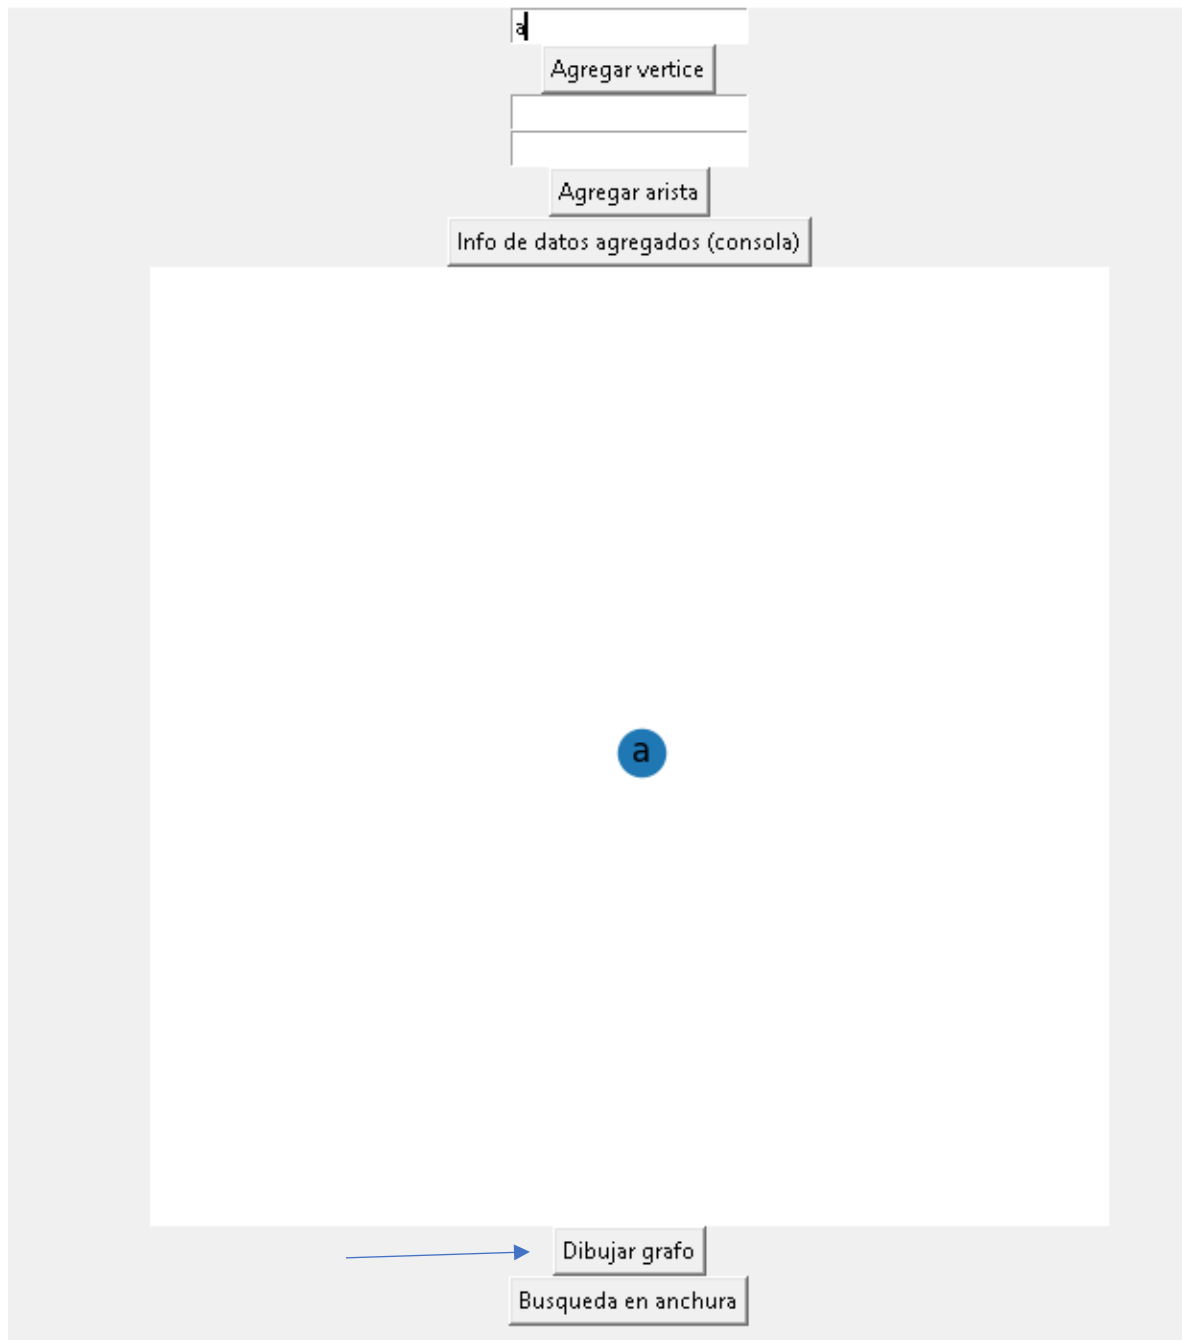 a
Agregar vertice
Agregar arista
Info de datos agregados (consola)
a
Dibujar grafo
Busqueda en anchura